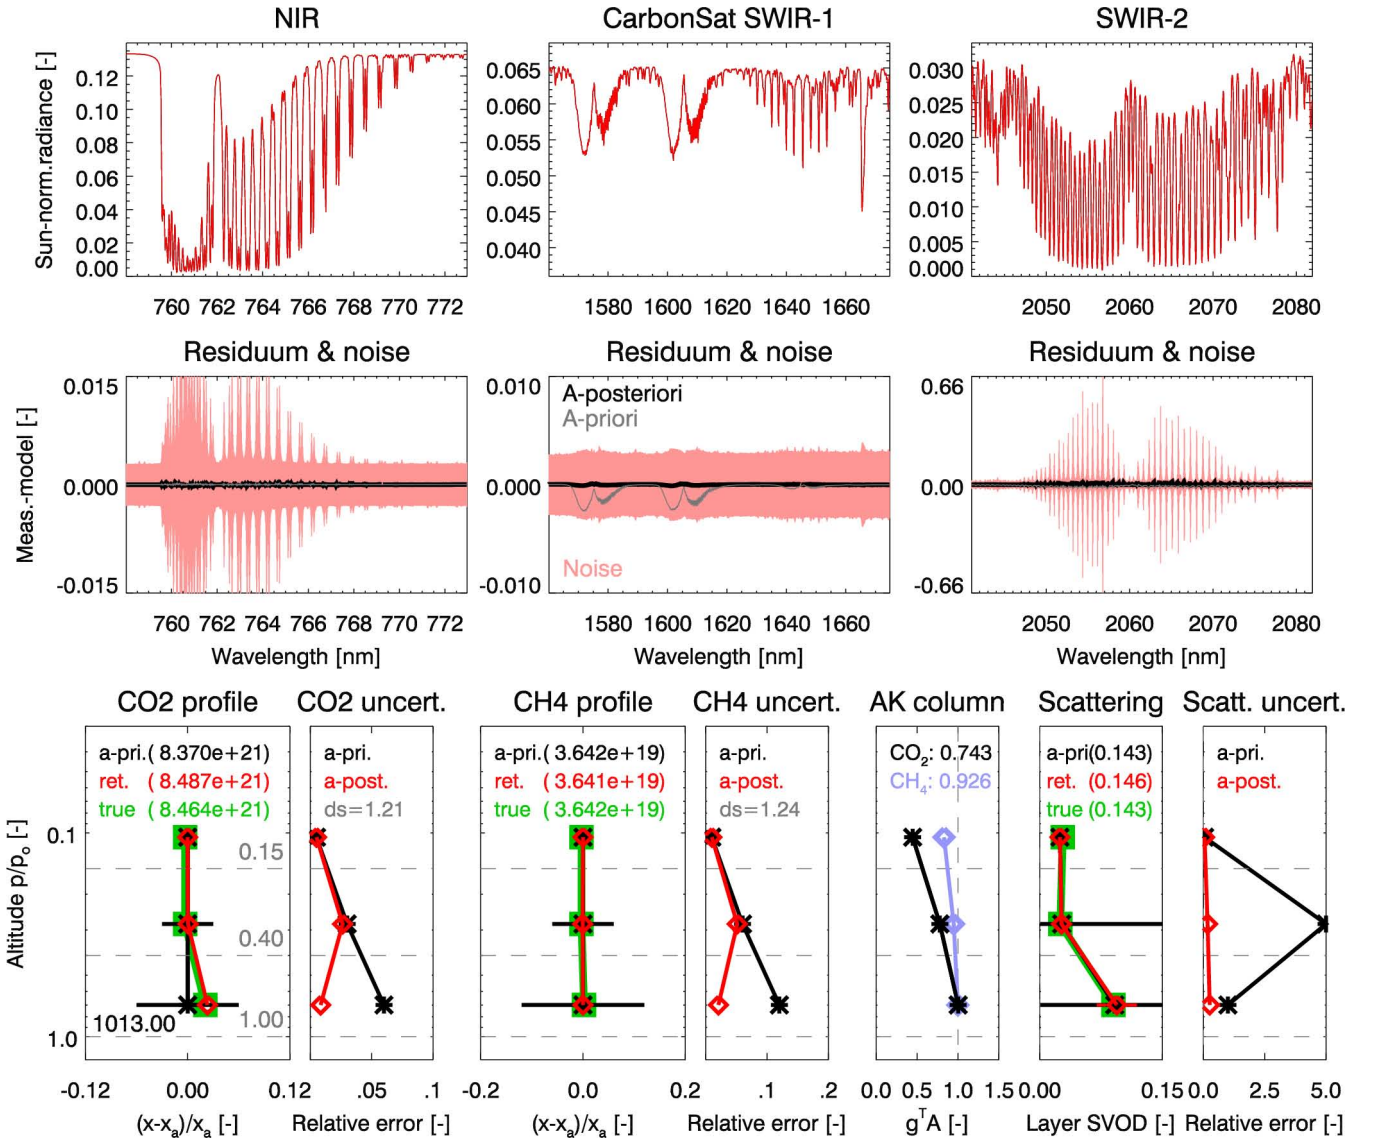 NIR
CarbonSat SWIR-1
SWIR-2
Sun-norm.radiance [-]
0.12
0.10
0.08
0.06
0.04
0.02
0.00
0.065
0.060
0.055
0.050
0.045
0.040
0.030
0.025
0.020
0.015
0.010
0.005
0.000
760 762 764 766 768 770 772
1580 1600 1620 1640 1660
2050 2060 2070 2080
Residuum & noise
Residuum & noise
Residuum & noise
Meas.-model [-]
0.015
0.000
-0.015
0.010
0.000
-0.010
A-posteriori
A-priori
Noise
0.66
0.00
-0.66
760 762 764 766 768 770 772
1580 1600 1620 1640 1660
2050 2060 2070 2080
Wavelength [nm]
Wavelength [nm]
Wavelength [nm]
CO2 profile
CO2 uncert.
CH4 profile
CH4 uncert.
AK column
Scattering
Scatt. uncert.
Altitude p/pₒ [-]
0.1
1.0
a-pri.( 8.370e+21)
ret. ( 8.487e+21)
true ( 8.464e+21)
0.15
0.40
1.00
1013.00
a-pri.
a-post.
ds=1.21
a-pri.( 3.642e+19)
ret. ( 3.641e+19)
true ( 3.642e+19)
a-pri.
a-post.
ds=1.24
CO₂: 0.743
CH₄: 0.926
a-pri(0.143)
ret. (0.146)
true (0.143)
a-pri.
a-post.
-0.12 0.00 0.12
.05 .1
-0.2 0.0 0.2
.1 .2
0.0 0.5 1.0 1.5
0.00 0.15
0.0 2.5 5.0
(x-xₐ)/xₐ [-]
Relative error [-]
(x-xₐ)/xₐ [-]
Relative error [-]
gᵀA [-]
Layer SVOD [-]
Relative error [-]